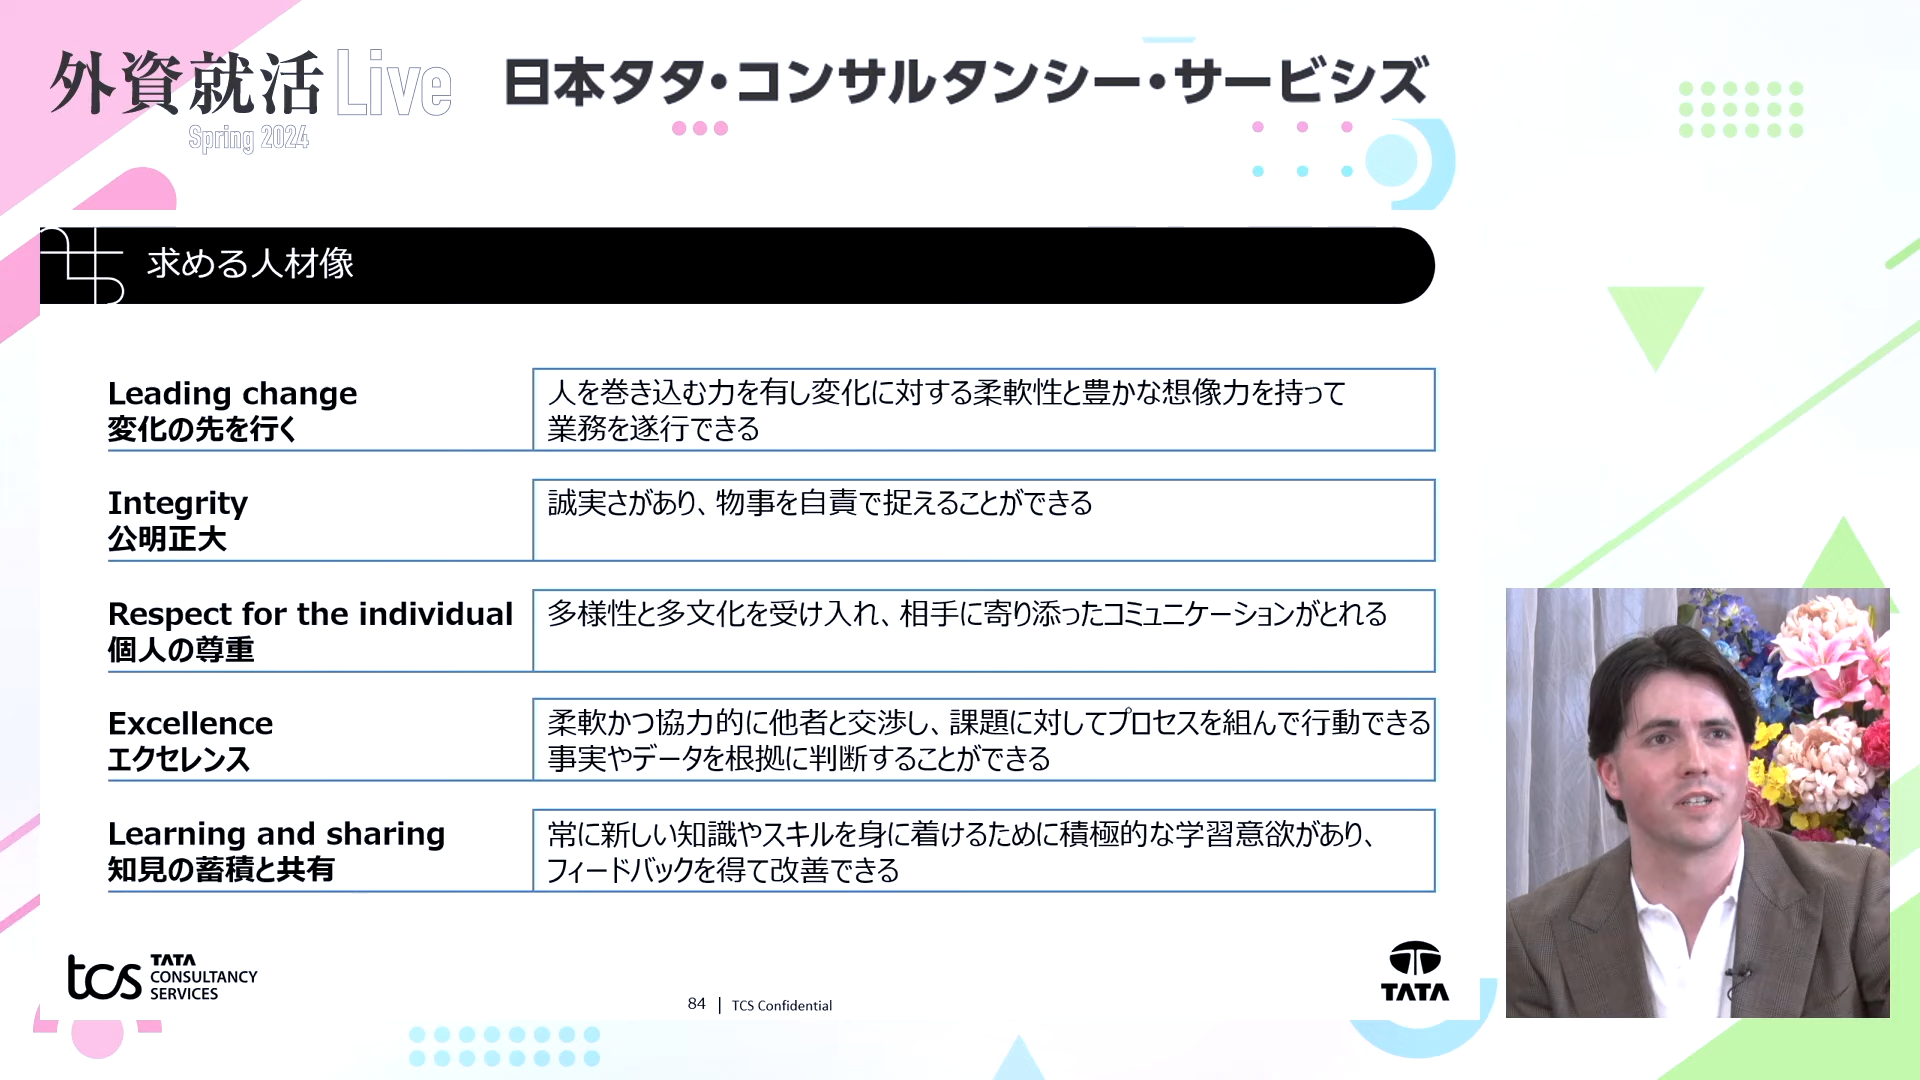 外資就活 Live
Spring 2024
日本タタ・コンサルタンシー・サービシズ
求める人材像
Leading change
変化の先を行く
人を巻き込む力を有し変化に対する柔軟性と豊かな想像力を持って
業務を遂行できる
Integrity
公明正大
誠実さがあり、物事を自責で捉えることができる
Respect for the individual
個人の尊重
多様性と多文化を受け入れ、相手に寄り添ったコミュニケーションがとれる
Excellence
エクセレンス
柔軟かつ協力的に他者と交渉し、課題に対してプロセスを組んで行動できる
事実やデータを根拠に判断することができる
Learning and sharing
知見の蓄積と共有
常に新しい知識やスキルを身に着けるために積極的な学習意欲があり、
フィードバックを得て改善できる
tcs TATA
CONSULTANCY
SERVICES
84 | TCS Confidential
TATA